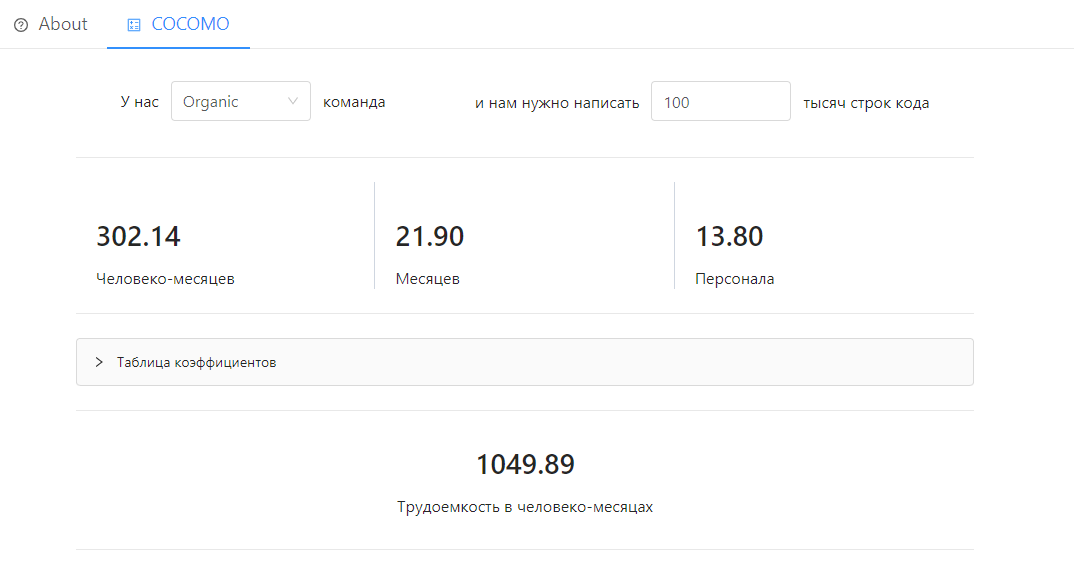 About COCOMO
У нас Organic команда и нам нужно написать 100 тысяч строк кода
302.14 21.90 13.80
Человеко-месяцев Месяцев Персонала
Таблица коэффициентов
1049.89
Трудоемкость в человеко-месяцах